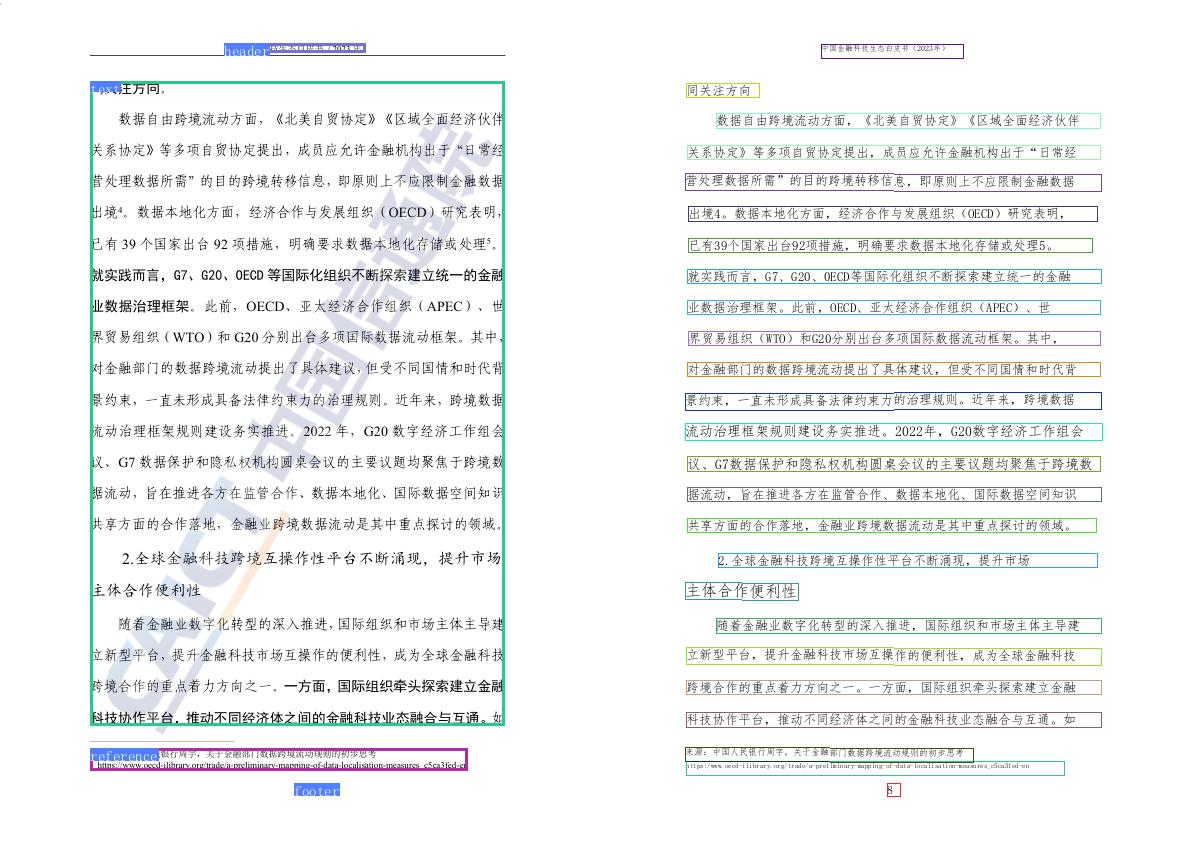 header 技生态白皮书（2023年）
text
同关注方向。
数据自由跨境流动方面，《北美自贸协定》《区域全面经济伙伴
关系协定》等多项自贸协定提出，成员应允许金融机构出于“日常经
营处理数据所需”的目的跨境转移信息，即原则上不应限制金融数据
出境4。数据本地化方面，经济合作与发展组织（OECD）研究表明，
已有 39 个国家出台 92 项措施，明确要求数据本地化存储或处理5。
就实践而言，G7、G20、OECD 等国际化组织不断探索建立统一的金融
业数据治理框架。此前，OECD、亚太经济合作组织（APEC）、世
界贸易组织（WTO）和 G20 分别出台多项国际数据流动框架。其中，
对金融部门的数据跨境流动提出了具体建议，但受不同国情和时代背
景约束，一直未形成具备法律约束力的治理规则。近年来，跨境数据
流动治理框架规则建设务实推进。2022 年，G20 数字经济工作组会
议、G7 数据保护和隐私权机构圆桌会议的主要议题均聚焦于跨境数
据流动，旨在推进各方在监管合作、数据本地化、国际数据空间知识
共享方面的合作落地，金融业跨境数据流动是其中重点探讨的领域。
2.全球金融科技跨境互操作性平台不断涌现，提升市场
主体合作便利性
随着金融业数字化转型的深入推进，国际组织和市场主体主导建
立新型平台，提升金融科技市场互操作的便利性，成为全球金融科技
跨境合作的重点着力方向之一。一方面，国际组织牵头探索建立金融
科技协作平台，推动不同经济体之间的金融科技业态融合与互通。如
CAICT 中国信通院
reference 银行周字，关于金融部门数据跨境流动规则的初步思考
https://www.oecd-ilibrary.org/trade/a-preliminary-mapping-of-data-localisation-measures_c5ca3fed-en
footer
中国金融科技生态白皮书（2023年）
同关注方向
数据自由跨境流动方面，《北美自贸协定》《区域全面经济伙伴
关系协定》等多项自贸协定提出，成员应允许金融机构出于“日常经
营处理数据所需”的目的跨境转移信息，即原则上不应限制金融数据
出境4。数据本地化方面，经济合作与发展组织（OECD）研究表明，
已有39个国家出台92项措施，明确要求数据本地化存储或处理5。
就实践而言，G7、G20、OECD等国际化组织不断探索建立统一的金融
业数据治理框架。此前，OECD、亚太经济合作组织（APEC）、世
界贸易组织（WTO）和G20分别出台多项国际数据流动框架。其中，
对金融部门的数据跨境流动提出了具体建议，但受不同国情和时代背
景约束，一直未形成具备法律约束力的治理规则。近年来，跨境数据
流动治理框架规则建设务实推进。2022年，G20数字经济工作组会
议、G7数据保护和隐私权机构圆桌会议的主要议题均聚焦于跨境数
据流动，旨在推进各方在监管合作、数据本地化、国际数据空间知识
共享方面的合作落地，金融业跨境数据流动是其中重点探讨的领域。
2.全球金融科技跨境互操作性平台不断涌现，提升市场
主体合作便利性
随着金融业数字化转型的深入推进，国际组织和市场主体主导建
立新型平台，提升金融科技市场互操作的便利性，成为全球金融科技
跨境合作的重点着力方向之一。一方面，国际组织牵头探索建立金融
科技协作平台，推动不同经济体之间的金融科技业态融合与互通。如
来源：中国人民银行周字，关于金融部门数据跨境流动规则的初步思考
https:/www.oecd-ilibrary.org/trade/a-preliminary-mapping-of-data-localisation-measures_c5ca3fed-en
8